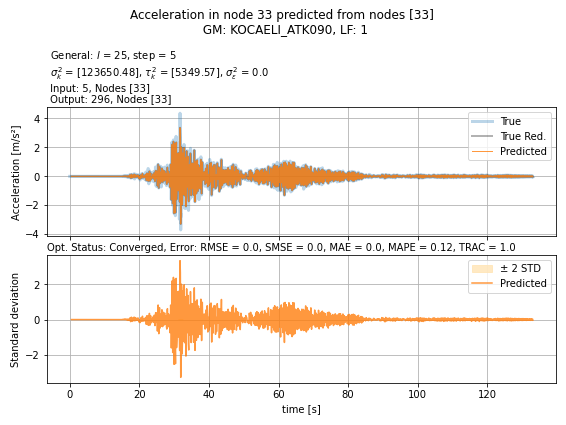 Acceleration in node 33 predicted from nodes [33]
GM: KOCAELI_ATK090, LF: 1
General: l = 25, step = 5
σ²ₖ = [123650.48], τ²ₖ = [5349.57], σ²ε = 0.0
Input: 5, Nodes [33]
Output: 296, Nodes [33]
Acceleration [m/s²]
4
2
0
−2
−4
True
True Red.
Predicted
Opt. Status: Converged, Error: RMSE = 0.0, SMSE = 0.0, MAE = 0.0, MAPE = 0.12, TRAC = 1.0
Standard deviation
2
0
−2
± 2 STD
Predicted
0 20 40 60 80 100 120
time [s]